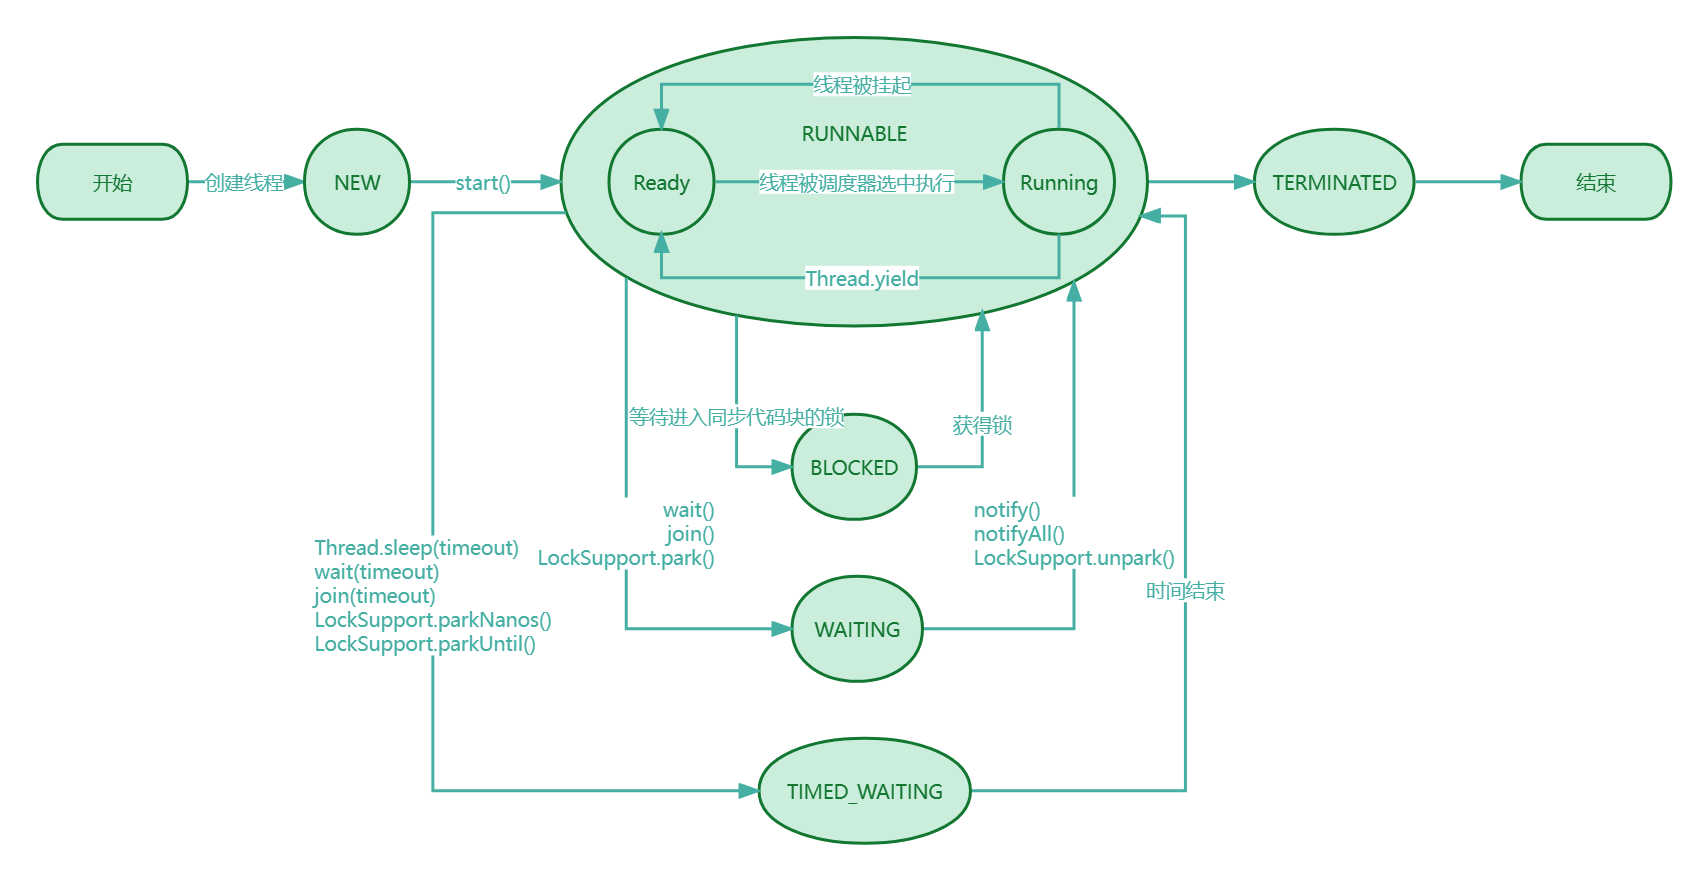 线程被挂起
RUNNABLE
开始
创建线程
NEW
start()
Ready
线程被调度器选中执行
Running
TERMINATED
结束
Thread.yield
等待进入同步代码块的锁
获得锁
BLOCKED
wait()
join()
LockSupport.park()
notify()
notifyAll()
LockSupport.unpark()
Thread.sleep(timeout)
wait(timeout)
join(timeout)
LockSupport.parkNanos()
LockSupport.parkUntil()
时间结束
WAITING
TIMED_WAITING